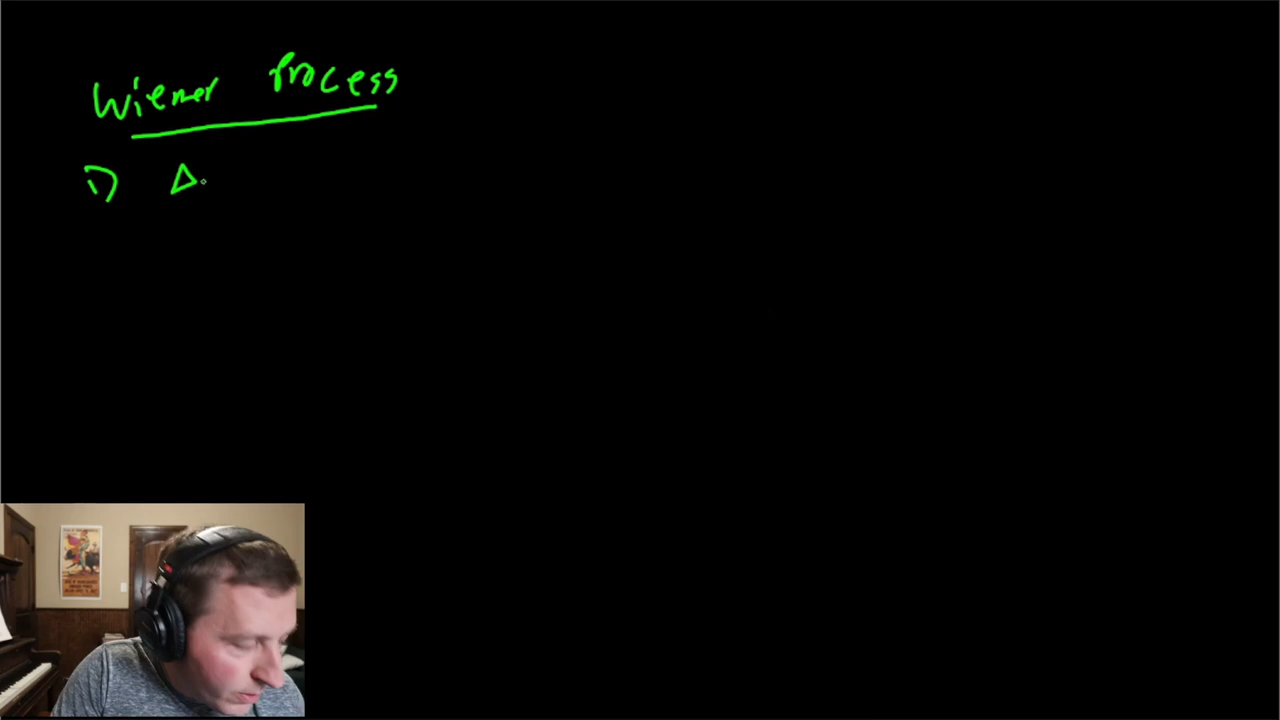 Wiener Process
1) Δ